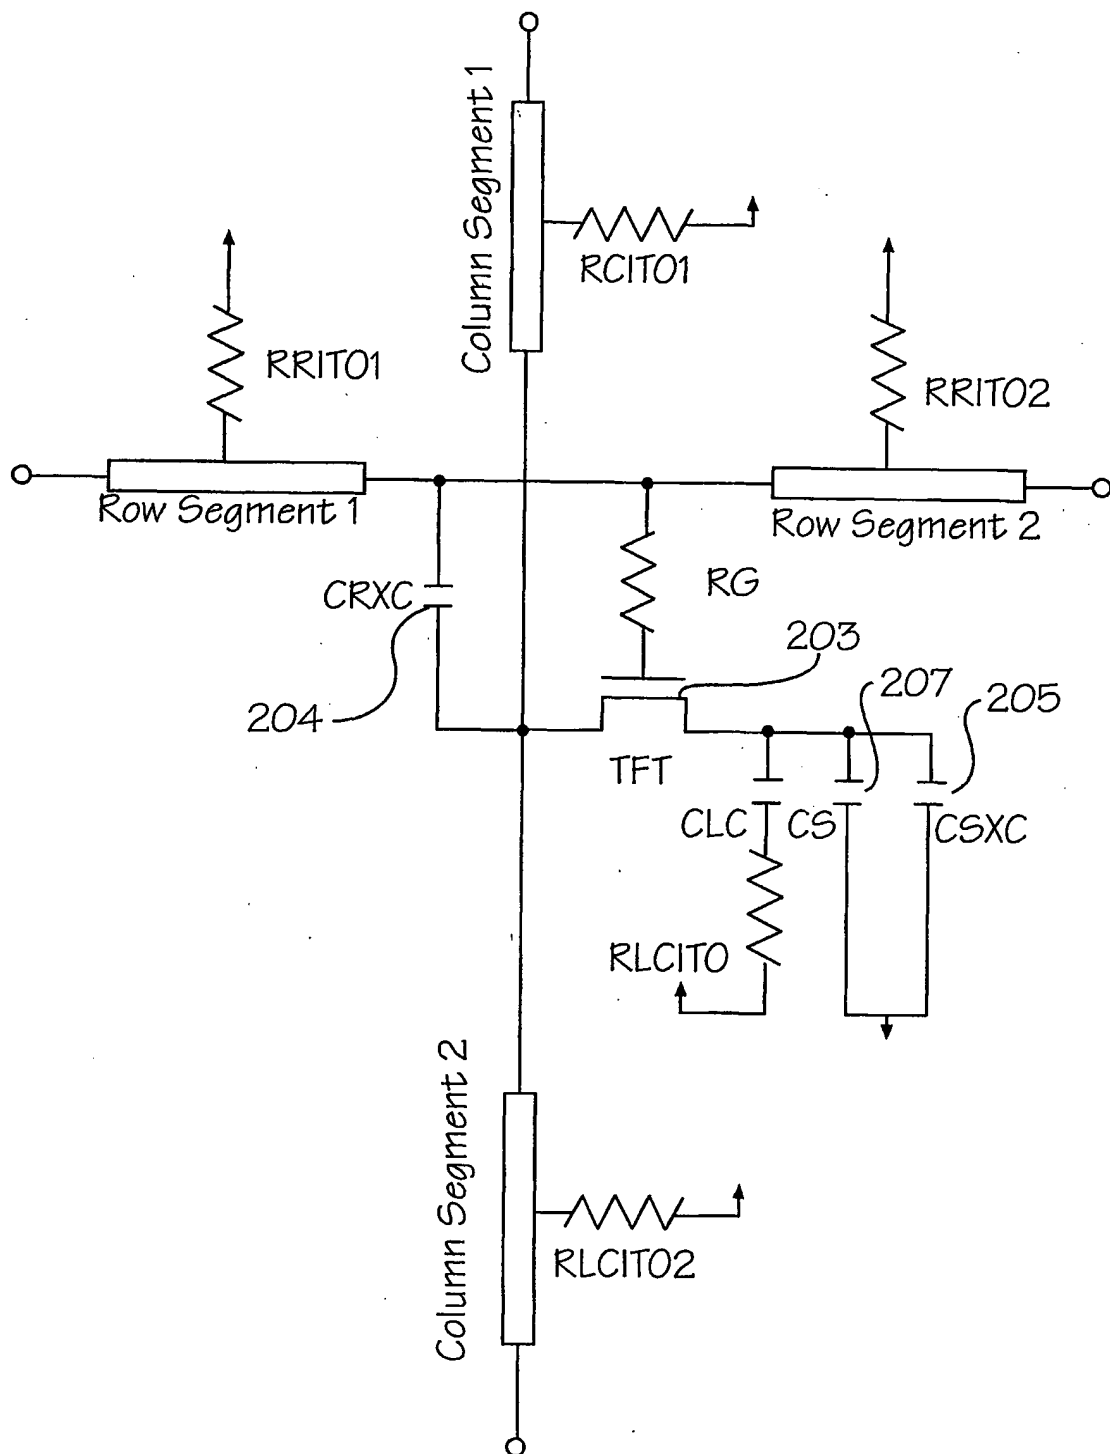 Column Segment 1
RCITO1
RRITO1
RRITO2
Row Segment 1
Row Segment 2
CRXC
RG
203
204
207
205
TFT
CLC
CS
CSXC
RLCITO
Column Segment 2
RLCITO2